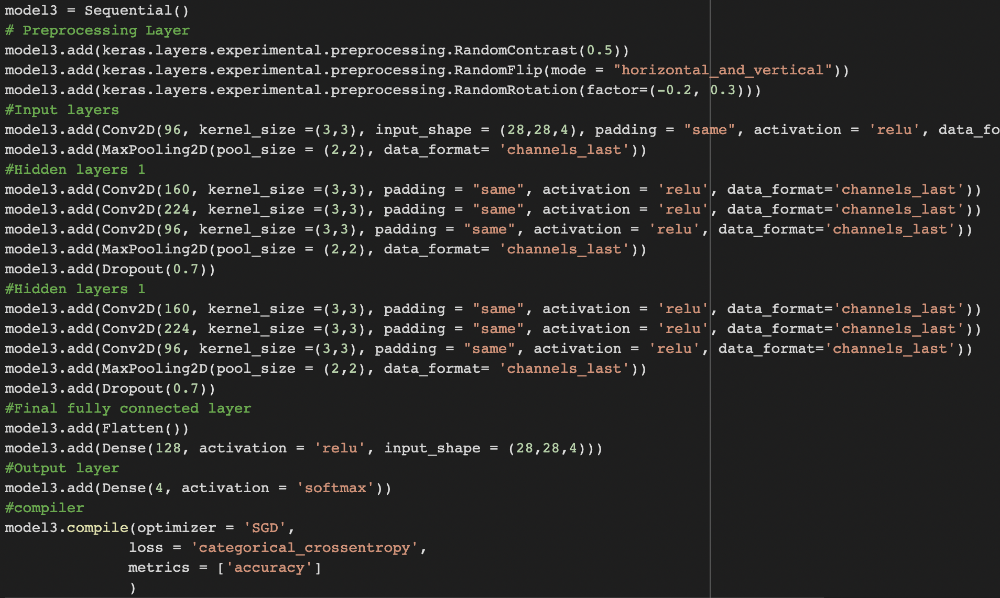 model3 = Sequential()
# Preprocessing Layer
model3.add(keras.layers.experimental.preprocessing.RandomContrast(0.5))
model3.add(keras.layers.experimental.preprocessing.RandomFlip(mode = "horizontal_and_vertical"))
model3.add(keras.layers.experimental.preprocessing.RandomRotation(factor=(-0.2, 0.3)))
#Input layers
model3.add(Conv2D(96, kernel_size =(3,3), input_shape = (28,28,4), padding = "same", activation = 'relu', data_fo
model3.add(MaxPooling2D(pool_size = (2,2), data_format= 'channels_last'))
#Hidden layers 1
model3.add(Conv2D(160, kernel_size =(3,3), padding = "same", activation = 'relu', data_format='channels_last'))
model3.add(Conv2D(224, kernel_size =(3,3), padding = "same", activation = 'relu', data_format='channels_last'))
model3.add(Conv2D(96, kernel_size =(3,3), padding = "same", activation = 'relu', data_format='channels_last'))
model3.add(MaxPooling2D(pool_size = (2,2), data_format= 'channels_last'))
model3.add(Dropout(0.7))
#Hidden layers 1
model3.add(Conv2D(160, kernel_size =(3,3), padding = "same", activation = 'relu', data_format='channels_last'))
model3.add(Conv2D(224, kernel_size =(3,3), padding = "same", activation = 'relu', data_format='channels_last'))
model3.add(Conv2D(96, kernel_size =(3,3), padding = "same", activation = 'relu', data_format='channels_last'))
model3.add(MaxPooling2D(pool_size = (2,2), data_format= 'channels_last'))
model3.add(Dropout(0.7))
#Final fully connected layer
model3.add(Flatten())
model3.add(Dense(128, activation = 'relu', input_shape = (28,28,4)))
#Output layer
model3.add(Dense(4, activation = 'softmax'))
#compiler
model3.compile(optimizer = 'SGD',
              loss = 'categorical_crossentropy',
              metrics = ['accuracy']
              )